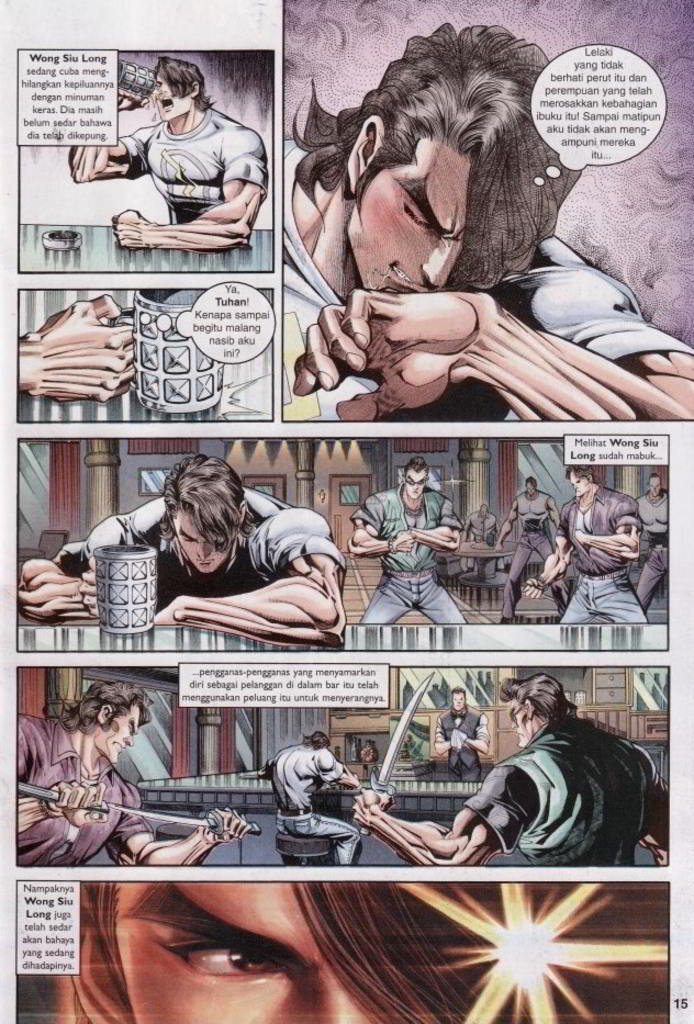 Wong Siu Long
sedang cuba meng-
hilangkan kepiluannya
dengan minuman
keras. Dia masih
belum sedar bahawa
dia telah dikepung.
Lelaki
yang tidak
berhati perut itu dan
perempuan yang telah
merosakkan kebahagian
ibuku itu! Sampai matipun
aku tidak akan meng-
ampuni mereka
itu...
Ya,
Tuhan!
Kenapa sampai
begitu malang
nasib aku
ini?
Melihat Wong Siu
Long sudah mabuk...
...pengganas-pengganas yang menyamarkan
diri sebagai pelanggan di dalam bar itu telah
menggunakan peluang itu untuk menyerangnya.
Nampaknya
Wong Siu
Long juga
telah sedar
akan bahaya
yang sedang
dihadapinya.
15